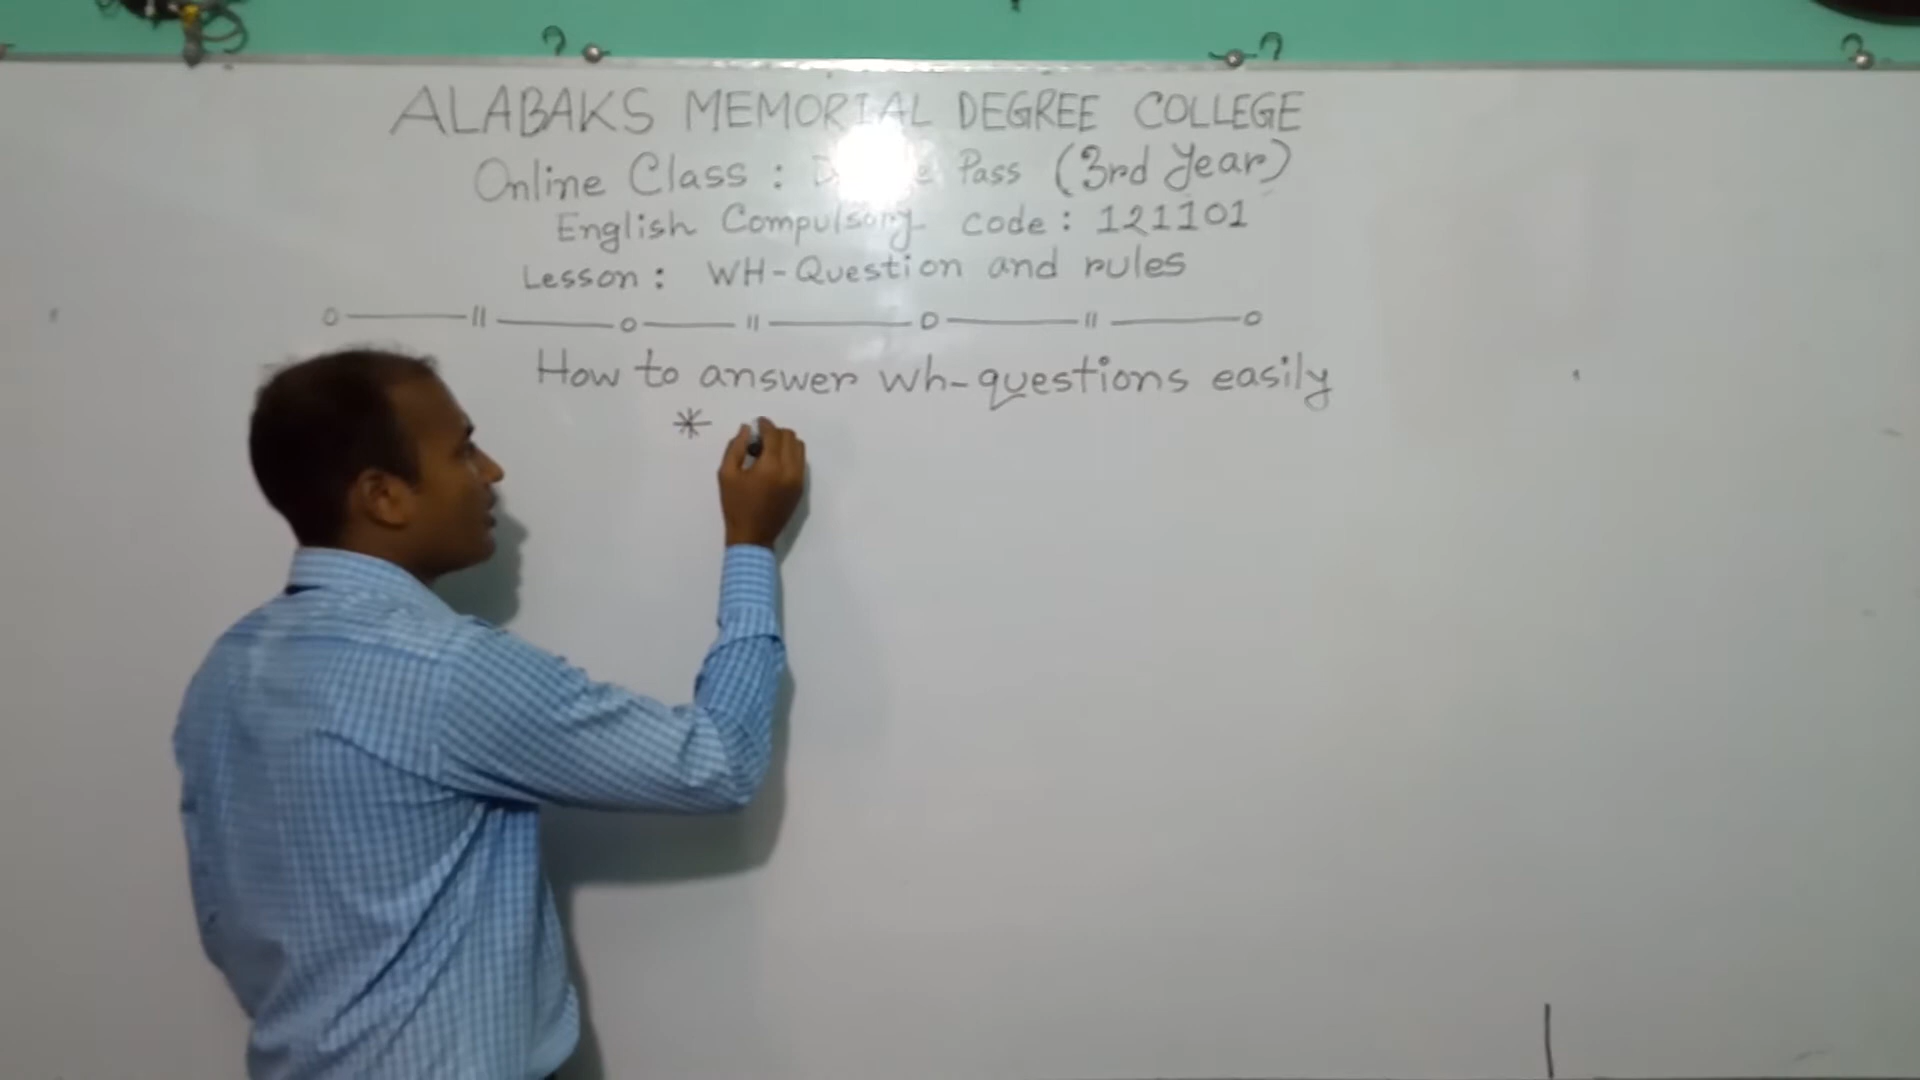 ALABAKS MEMORIAL DEGREE COLLEGE
Online Class : Pass (3rd Year)
English Compulsory code : 121101
Lesson : WH-Question and rules
How to answer wh-questions easily
*